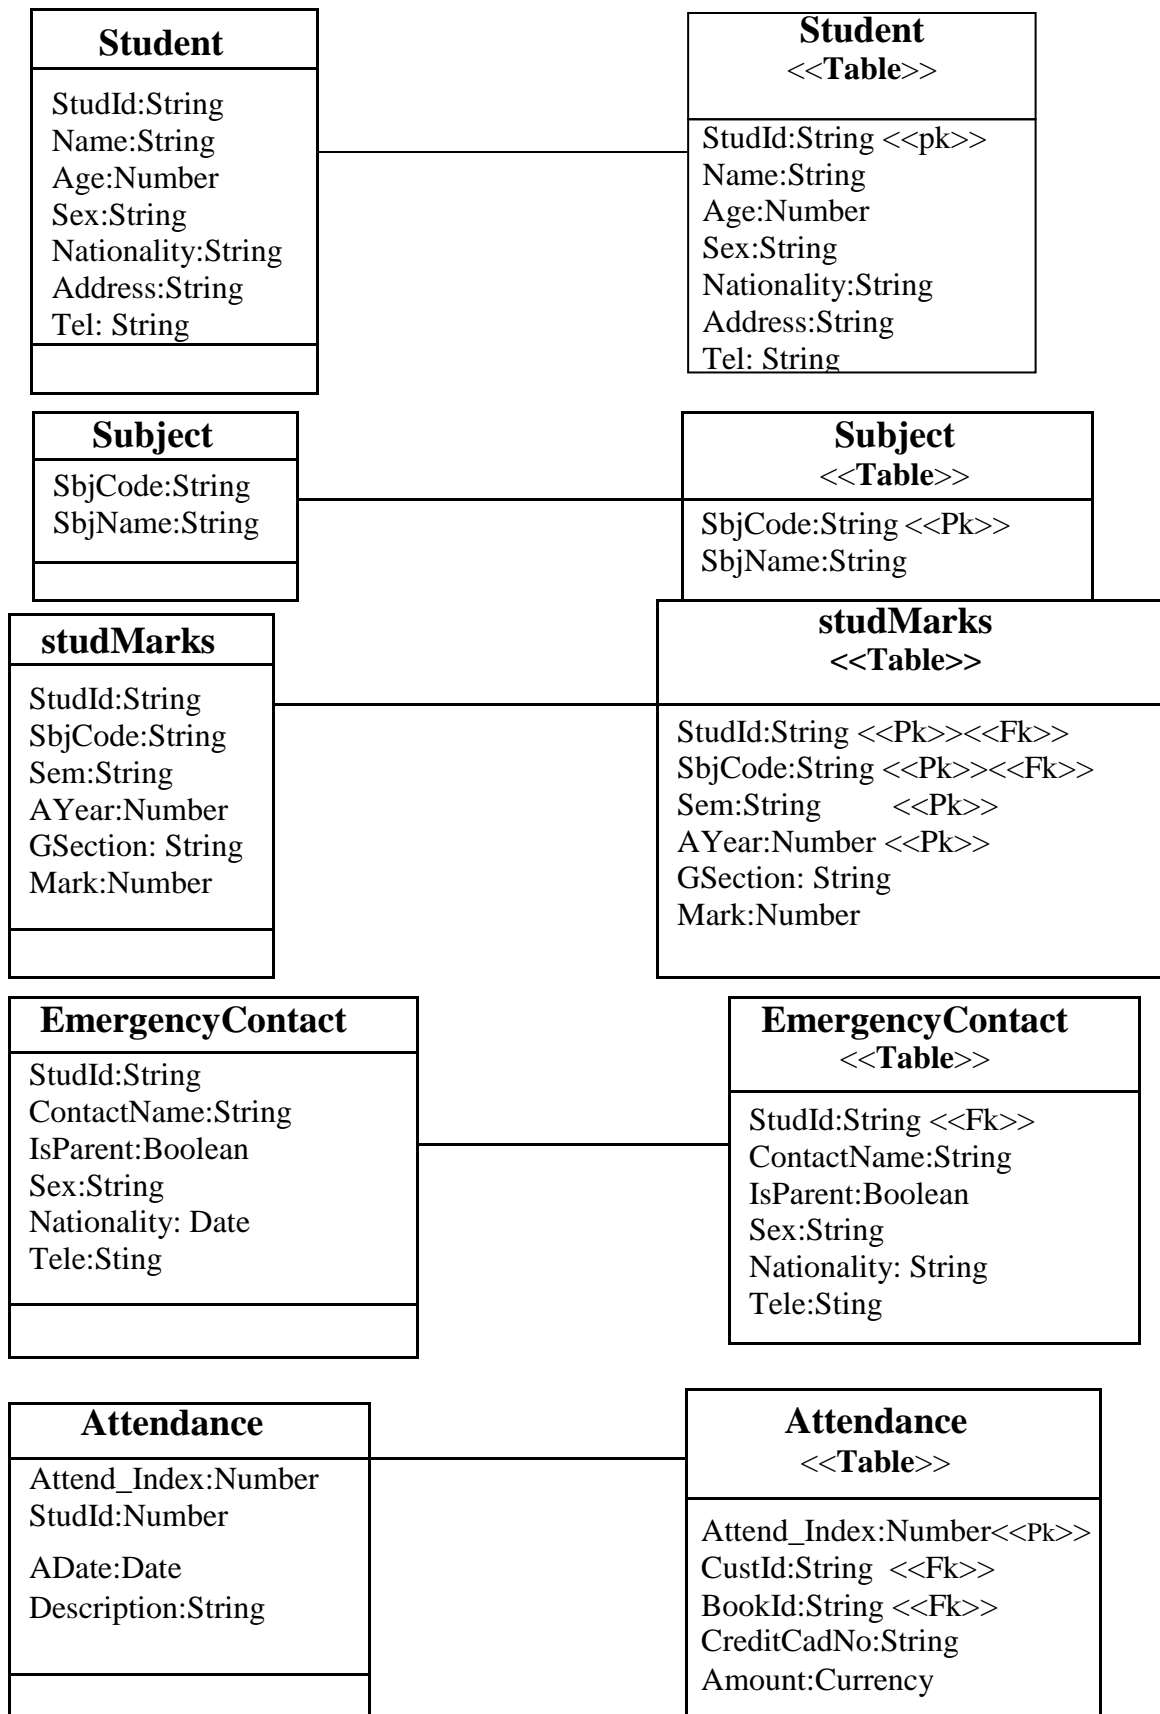 Student
StudId:String
Name:String
Age:Number
Sex:String
Nationality:String
Address:String
Tel: String
Student
<<Table>>
StudId:String <<pk>>
Name:String
Age:Number
Sex:String
Nationality:String
Address:String
Tel: String
Subject
SbjCode:String
SbjName:String
Subject
<<Table>>
SbjCode:String <<Pk>>
SbjName:String
studMarks
StudId:String
SbjCode:String
Sem:String
AYear:Number
GSection: String
Mark:Number
studMarks
<<Table>>
StudId:String <<Pk>><<Fk>>
SbjCode:String <<Pk>><<Fk>>
Sem:String <<Pk>>
AYear:Number <<Pk>>
GSection: String
Mark:Number
EmergencyContact
StudId:String
ContactName:String
IsParent:Boolean
Sex:String
Nationality: Date
Tele:Sting
EmergencyContact
<<Table>>
StudId:String <<Fk>>
ContactName:String
IsParent:Boolean
Sex:String
Nationality: String
Tele:Sting
Attendance
Attend_Index:Number
StudId:Number
ADate:Date
Description:String
Attendance
<<Table>>
Attend_Index:Number<<Pk>>
CustId:String <<Fk>>
BookId:String <<Fk>>
CreditCadNo:String
Amount:Currency